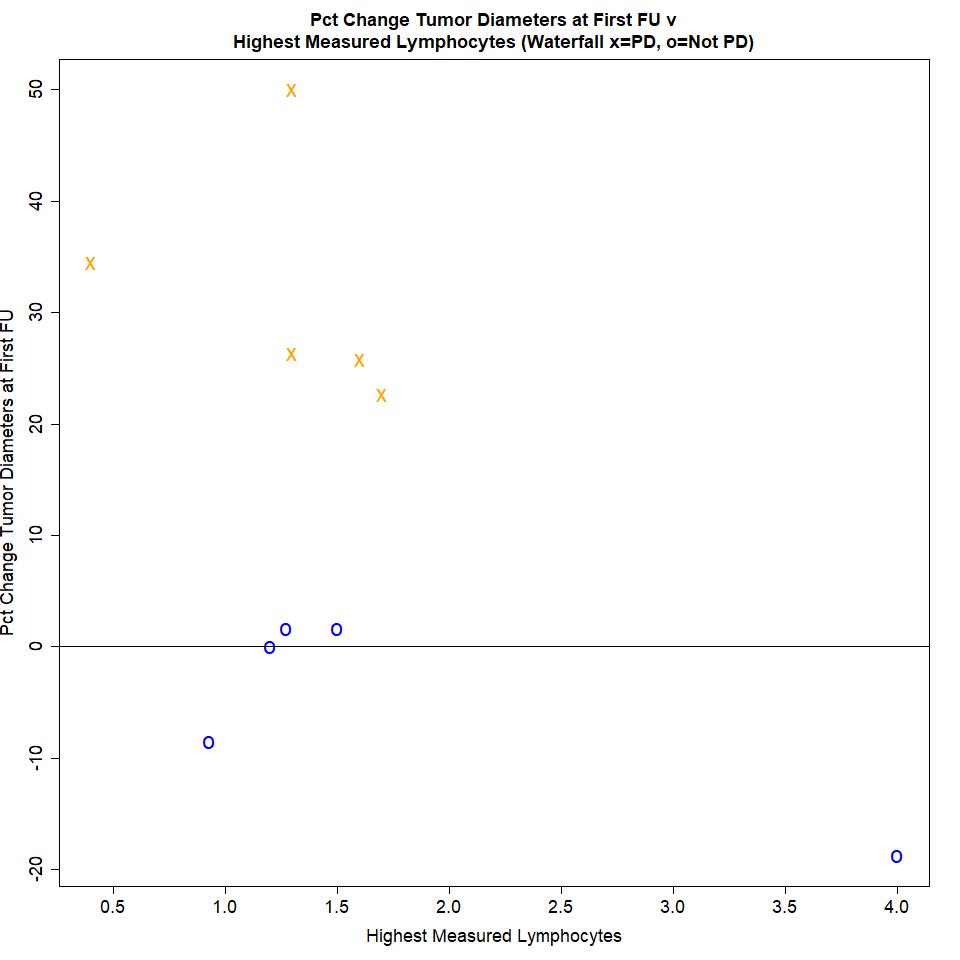 Pct Change Tumor Diameters at First FU v
Highest Measured Lymphocytes (Waterfall x=PD, o=Not PD)
Pct Change Tumor Diameters at First FU
50
40
30
20
10
0
-10
-20
x
x
x
x
x
o
o
o
o
o
0.5 1.0 1.5 2.0 2.5 3.0 3.5 4.0
Highest Measured Lymphocytes